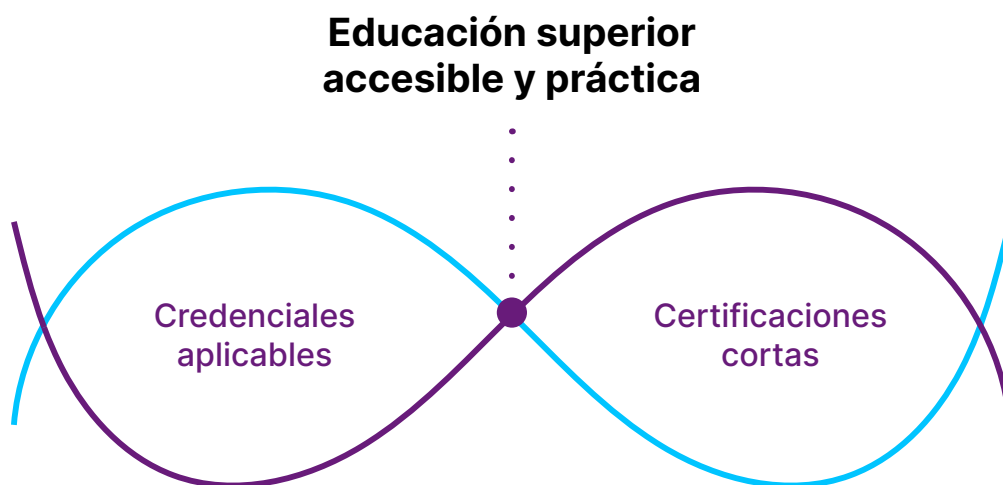 Educación superior
accesible y práctica
Credenciales
aplicables
Certificaciones
cortas